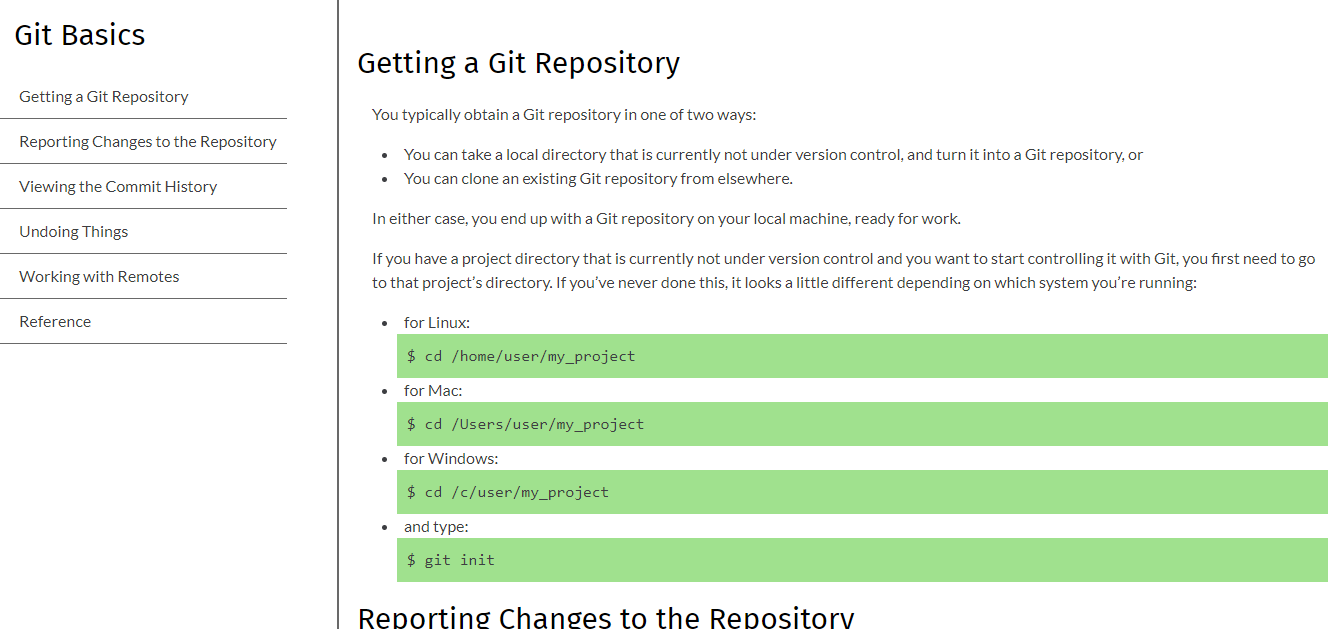 Git Basics
Getting a Git Repository
Reporting Changes to the Repository
Viewing the Commit History
Undoing Things
Working with Remotes
Reference
Getting a Git Repository
You typically obtain a Git repository in one of two ways:
• You can take a local directory that is currently not under version control, and turn it into a Git repository, or
• You can clone an existing Git repository from elsewhere.
In either case, you end up with a Git repository on your local machine, ready for work.
If you have a project directory that is currently not under version control and you want to start controlling it with Git, you first need to go
to that project’s directory. If you’ve never done this, it looks a little different depending on which system you’re running:
• for Linux:
$ cd /home/user/my_project
• for Mac:
$ cd /Users/user/my_project
• for Windows:
$ cd /c/user/my_project
• and type:
$ git init
Reporting Changes to the Repository